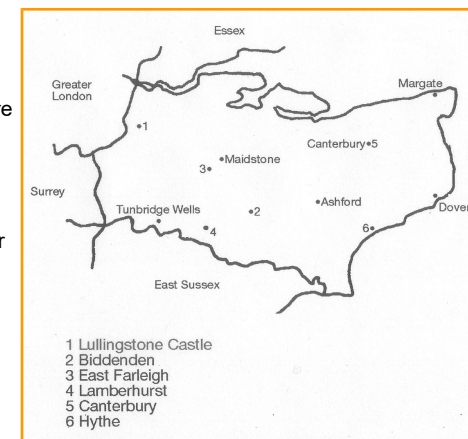 Essex
Greater
London
Margate
re
1
Canterbury 5
Maidstone
3
Surrey
Ashford
Tunbridge Wells
2
Dover
4
6
r
East Sussex
1 Lullingstone Castle
2 Biddenden
3 East Farleigh
4 Lamberhurst
5 Canterbury
6 Hythe